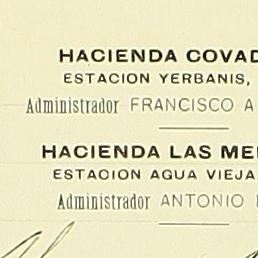 HACIENDA COVAD
ESTACION YERBANIS,
Administrador FRANCISCO A
HACIENDA LAS ME
ESTACION AGUA VIEJA
Administrador ANTONIO